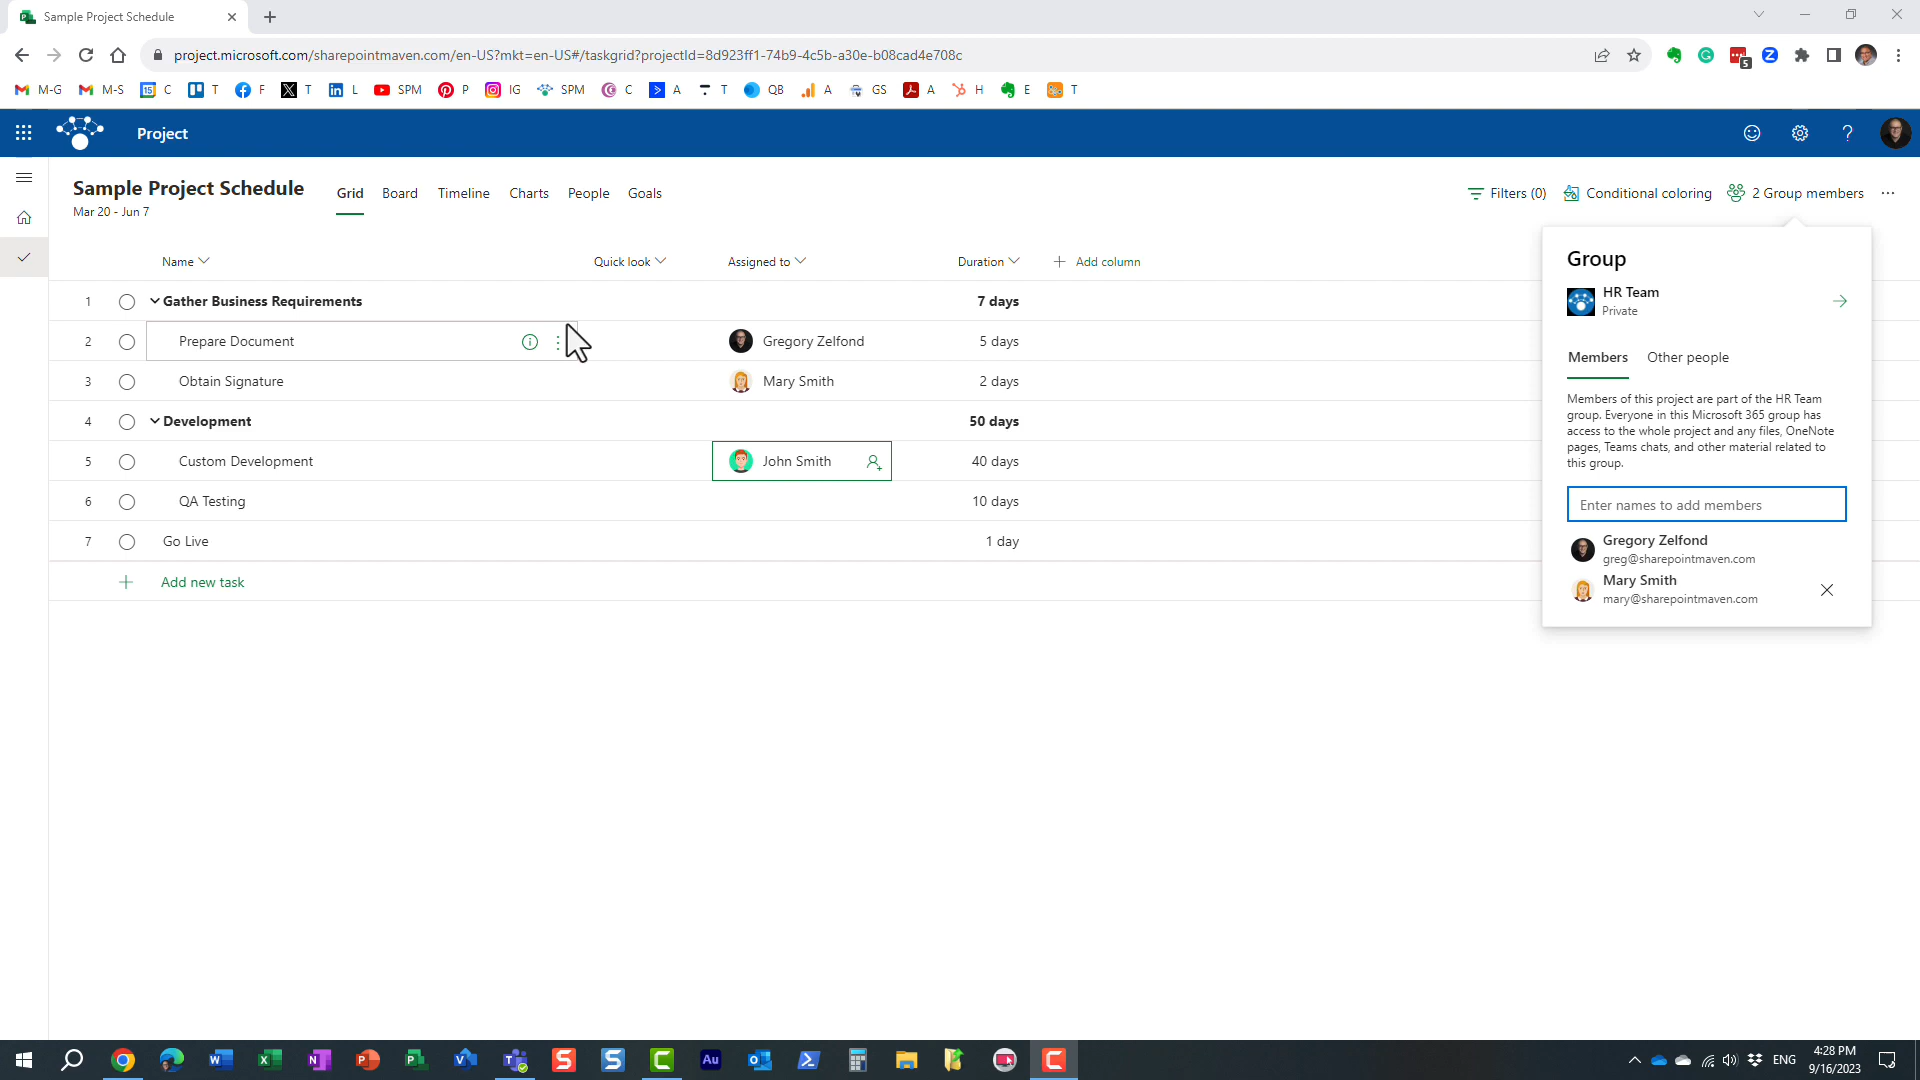 Sample Project Schedule
project.microsoft.com/sharepointmaven.com/en-US?mkt=en-US#/taskgrid?projectId=8d923ff1-74b9-4c5b-a30e-b08cad4e708c
5
M-G M-S 15 C T F T L SPM P IG SPM C A T QB A GS A H E T
Project
?
Sample Project Schedule
Mar 20 - Jun 7
Grid Board Timeline Charts People Goals
Filters (0) Conditional coloring 2 Group members
Name Quick look Assigned to Duration Add column
1 Gather Business Requirements 7 days
2 Prepare Document Gregory Zelfond 5 days
3 Obtain Signature Mary Smith 2 days
4 Development 50 days
5 Custom Development John Smith 40 days
6 QA Testing 10 days
7 Go Live 1 day
Add new task
Group
HR Team
Private
Members Other people
Members of this project are part of the HR Team
group. Everyone in this Microsoft 365 group has
access to the whole project and any files, OneNote
pages, Teams chats, and other material related to
this group.
Enter names to add members
Gregory Zelfond
greg@sharepointmaven.com
Mary Smith
mary@sharepointmaven.com
ENG
4:28 PM
9/16/2023